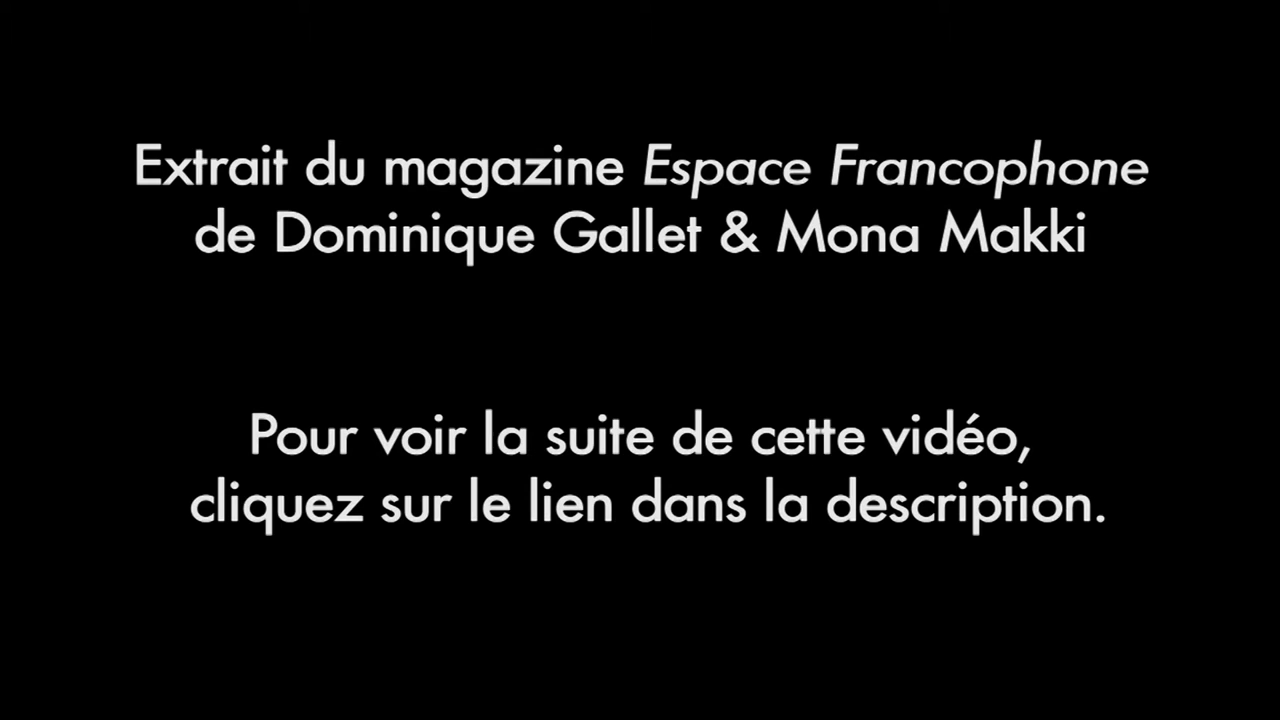 Extrait du magazine Espace Francophone
de Dominique Gallet & Mona Makki
Pour voir la suite de cette vidéo,
cliquez sur le lien dans la description.